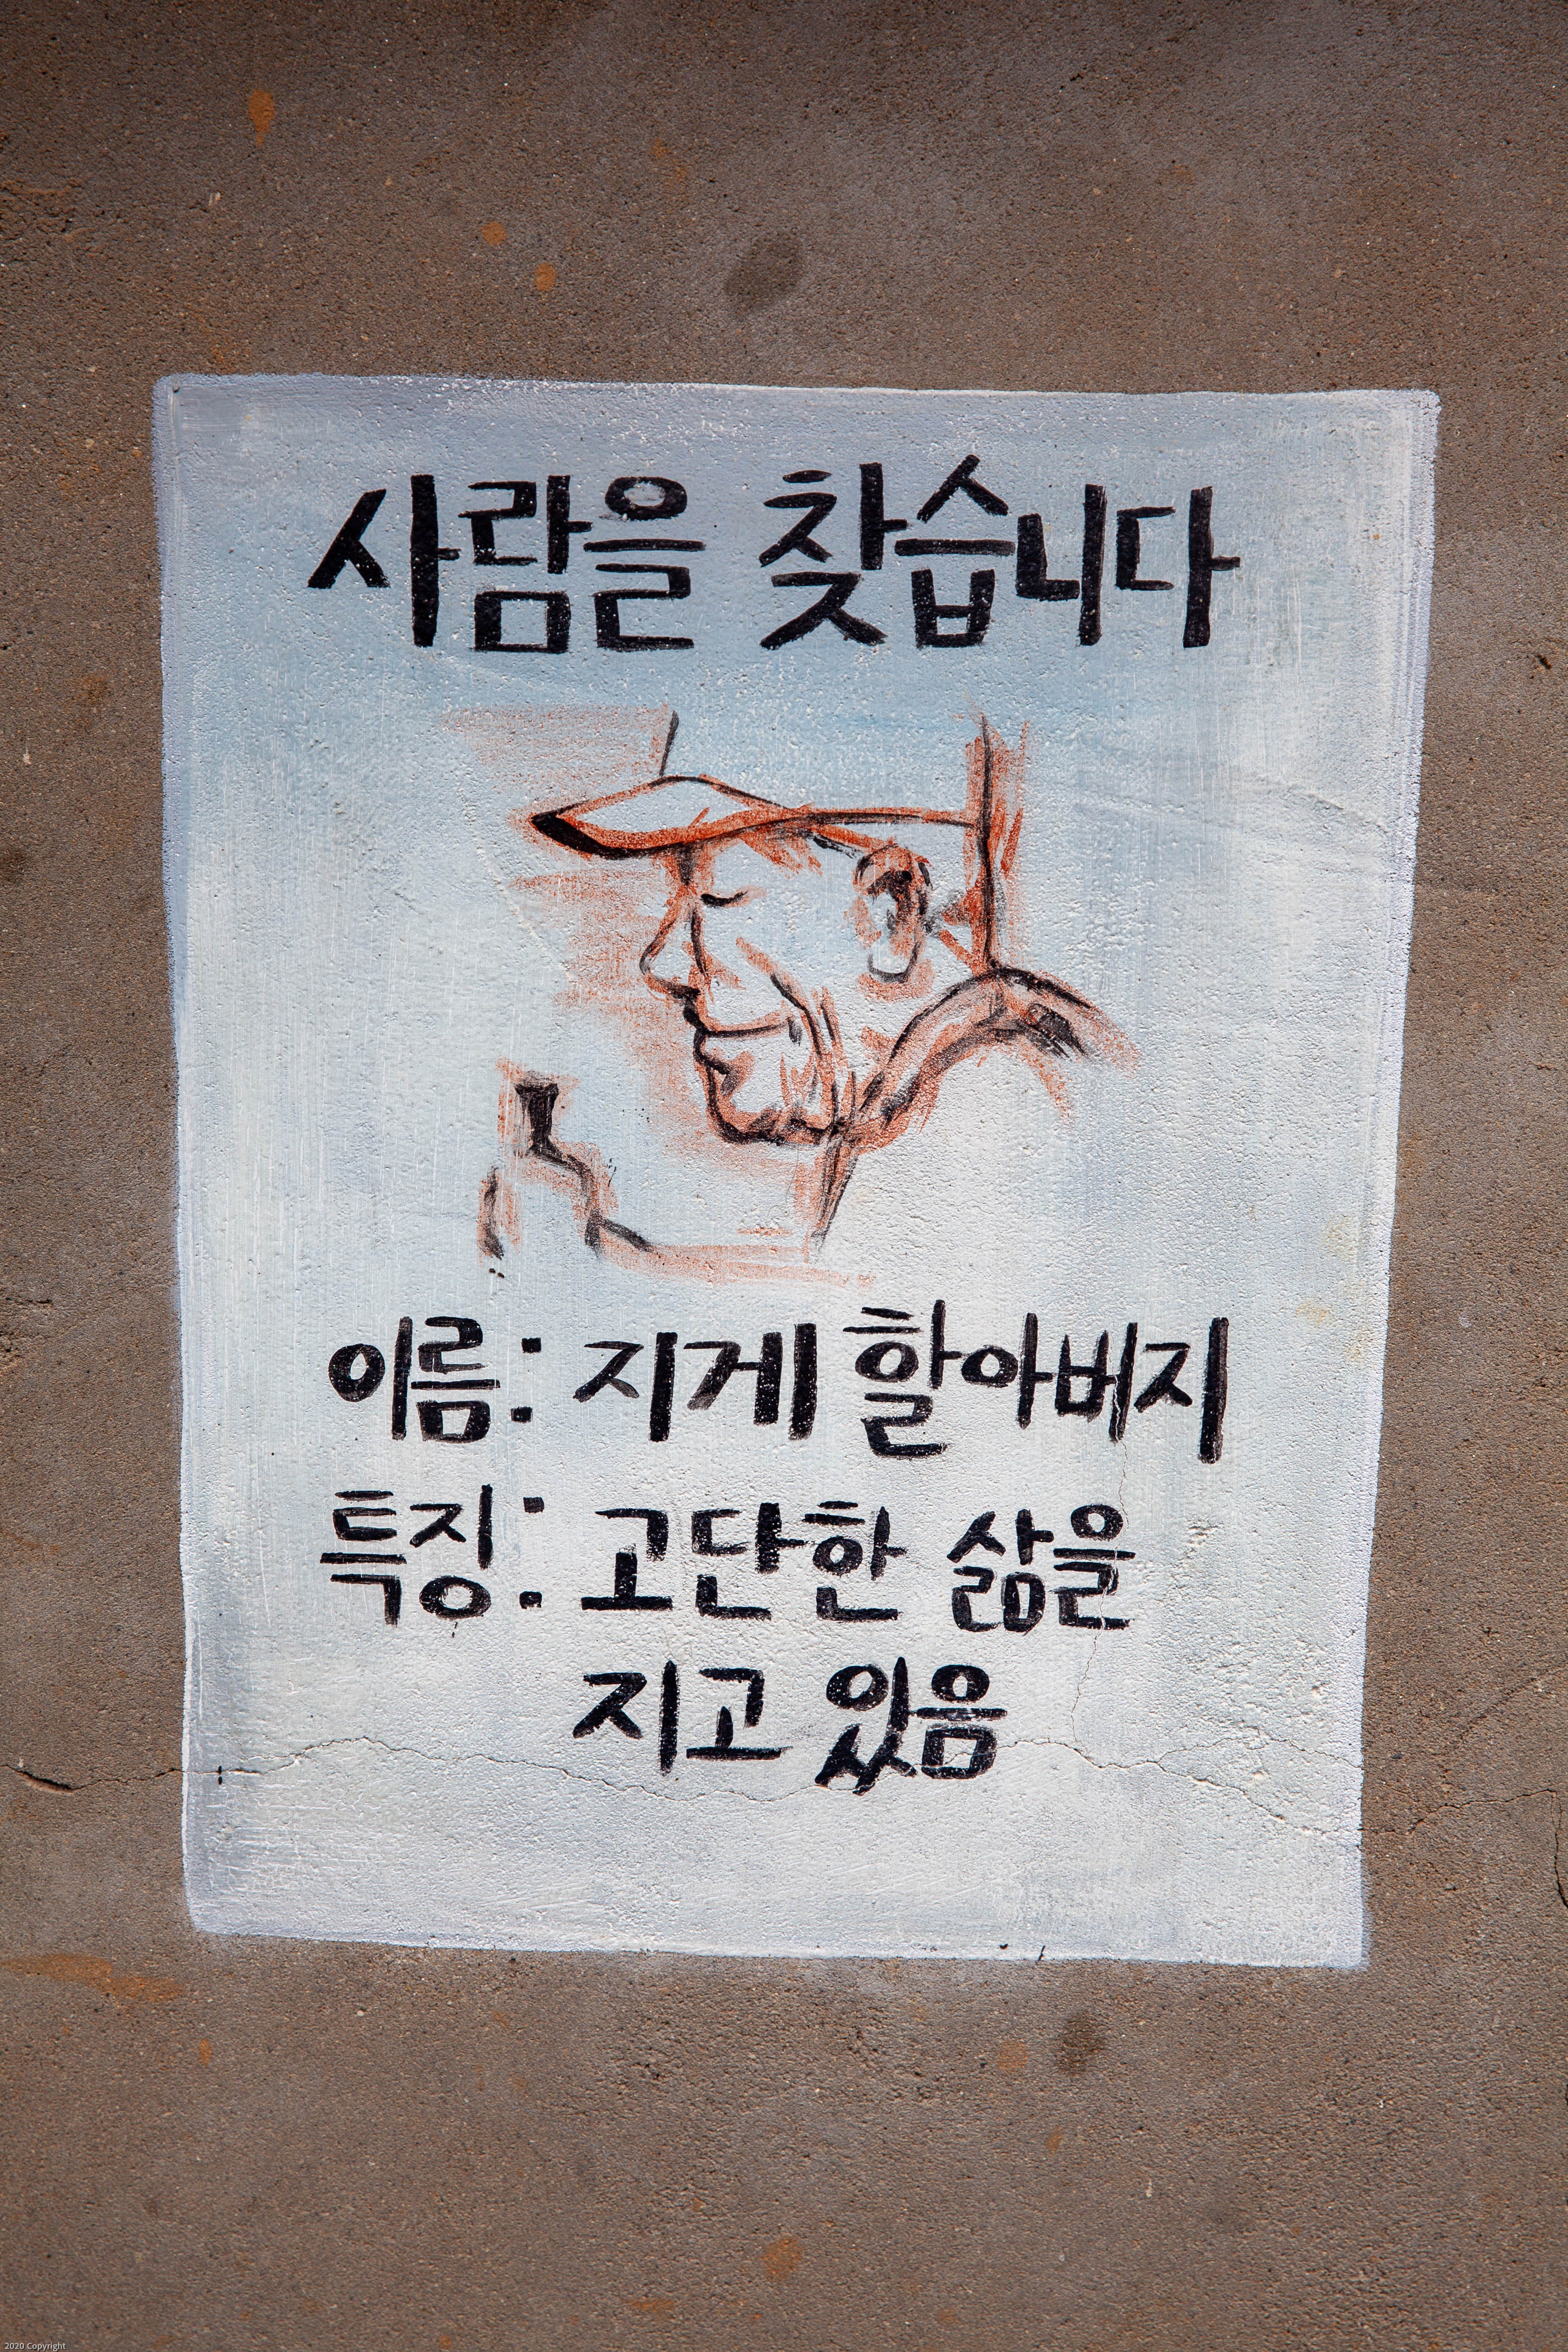 사람을 찾습니다
이름: 지게 할아버지
특징: 고단한 삶을
지고 있음
2020 Copyright